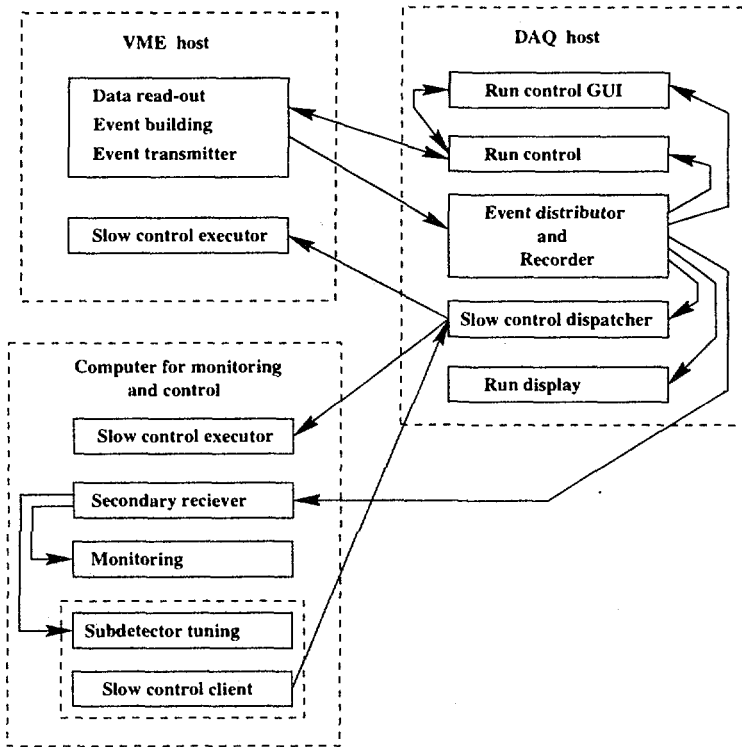 VME host
Data read-out
Event building
Event transmitter
Slow control executor
DAQ host
Run control GUI
Run control
Event distributor
and
Recorder
Slow control dispatcher
Run display
Computer for monitoring
and control
Slow control executor
Secondary reciever
Monitoring
Subdetector tuning
Slow control client